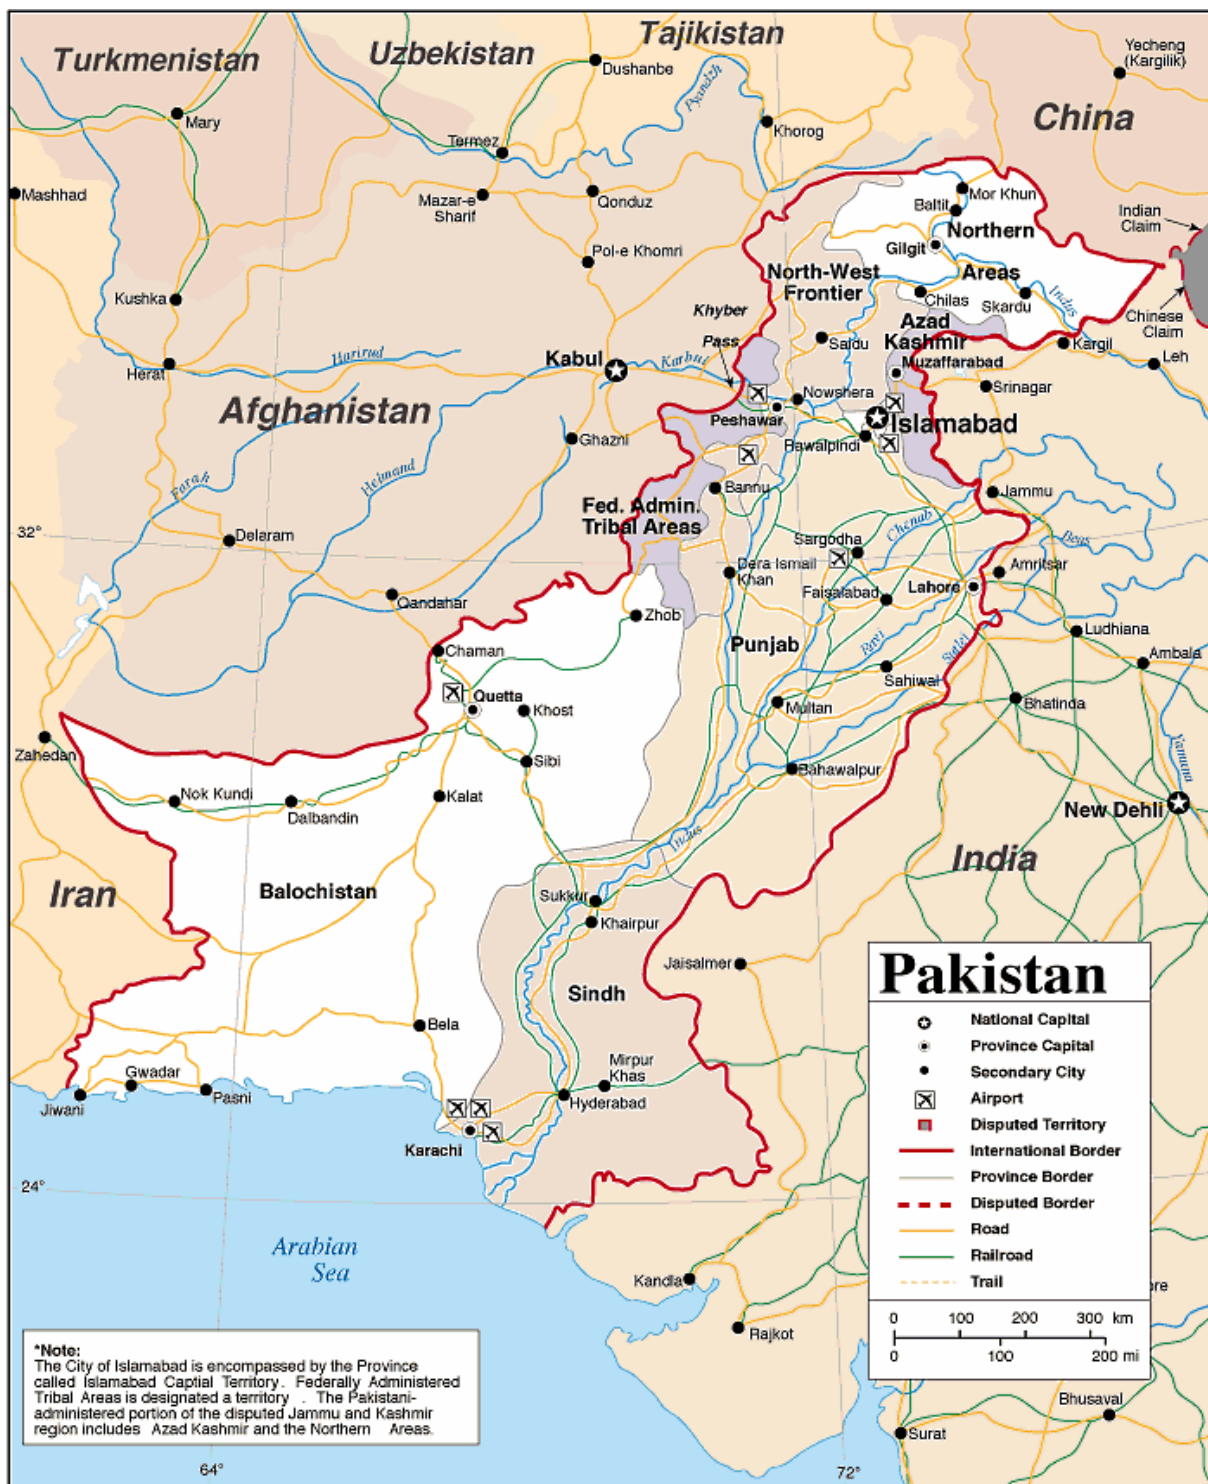 Turkmenistan
Uzbekistan
Tajikistan
Dushanbe
Yecheng
(Kargilik)
China
Mary
Pyandzh
Khorog
Termez
Mashhad
Mazar-e
Sharif
Qonduz
Mor Khun
Baltit
Northern
Areas
Indian
Claim
Gilgit
Pol-e Khomri
North-West
Frontier
Chilas
Skardu
Indus
Kushka
Khyber
Pass
Azad
Kashmir
Chinese
Claim
Saidu
Kargil
Leh
Harirud
Herat
Kabul
Karbul
Muzaffarabad
Srinagar
Nowshera
Peshawar
Islamabad
Rawalpindi
Afghanistan
Ghazni
Farah
Helmand
Bannu
Jammu
Fed. Admin.
Tribal Areas
Chenab
32°
Delaram
Sargodha
Beas
Dera Ismail
Khan
Amritsar
Faisalabad
Lahore
Qandahar
Zhob
Punjab
Ravi
Sutlej
Ludhiana
Ambala
Chaman
Sahiwal
Quetta
Khost
Multan
Bhatinda
Zahedan
Sibi
Bahawalpur
Yamuna
Nok Kundi
Dalbandin
Kalat
New Dehli
Indus
India
Iran
Balochistan
Sukkur
Khairpur
Jaisalmer
Sindh
Bela
Mirpur
Khas
Gwadar
Jiwani
Pasni
Hyderabad
Karachi
24°
Arabian
Sea
Kandla
Rajkot
ore
Bhusaval
Surat
64°
72°
Pakistan
National Capital
Province Capital
Secondary City
Airport
Disputed Territory
International Border
Province Border
Disputed Border
Road
Railroad
Trail
0 100 200 300 km
0 100 200 mi
*Note:
The City of Islamabad is encompassed by the Province
called Islamabad Captial Territory. Federally Administered
Tribal Areas is designated a territory . The Pakistani-
administered portion of the disputed Jammu and Kashmir
region includes Azad Kashmir and the Northern Areas.